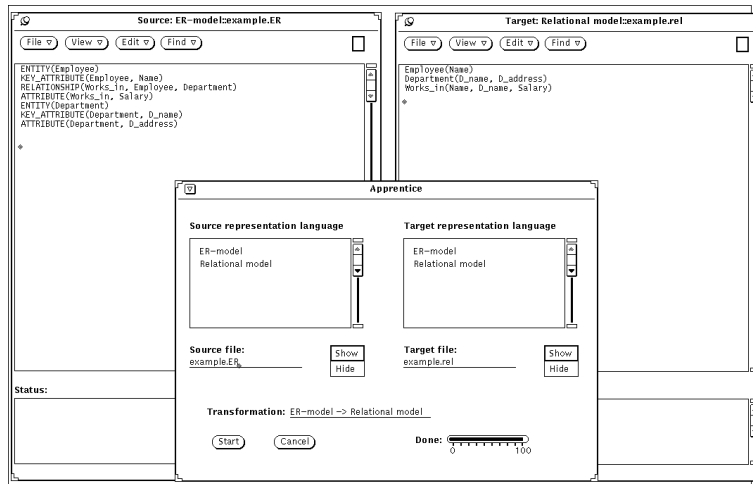 Source: ER-model::example.ER
File View Edit Find
ENTITY(Employee)
KEY_ATTRIBUTE(Employee, Name)
RELATIONSHIP(Works_in, Employee, Department)
ATTRIBUTE(Works_in, Salary)
ENTITY(Department)
KEY_ATTRIBUTE(Department, D_name)
ATTRIBUTE(Department, D_address)
Status:
Target: Relational model::example.rel
File View Edit Find
Employee(Name)
Department(D_name, D_address)
Works_in(Name, D_name, Salary)
Apprentice
Source representation language
ER-model
Relational model
Target representation language
ER-model
Relational model
Source file:
example.ER
Show
Hide
Target file:
example.rel
Show
Hide
Transformation: ER-model -> Relational model
Start Cancel Done:
0 100